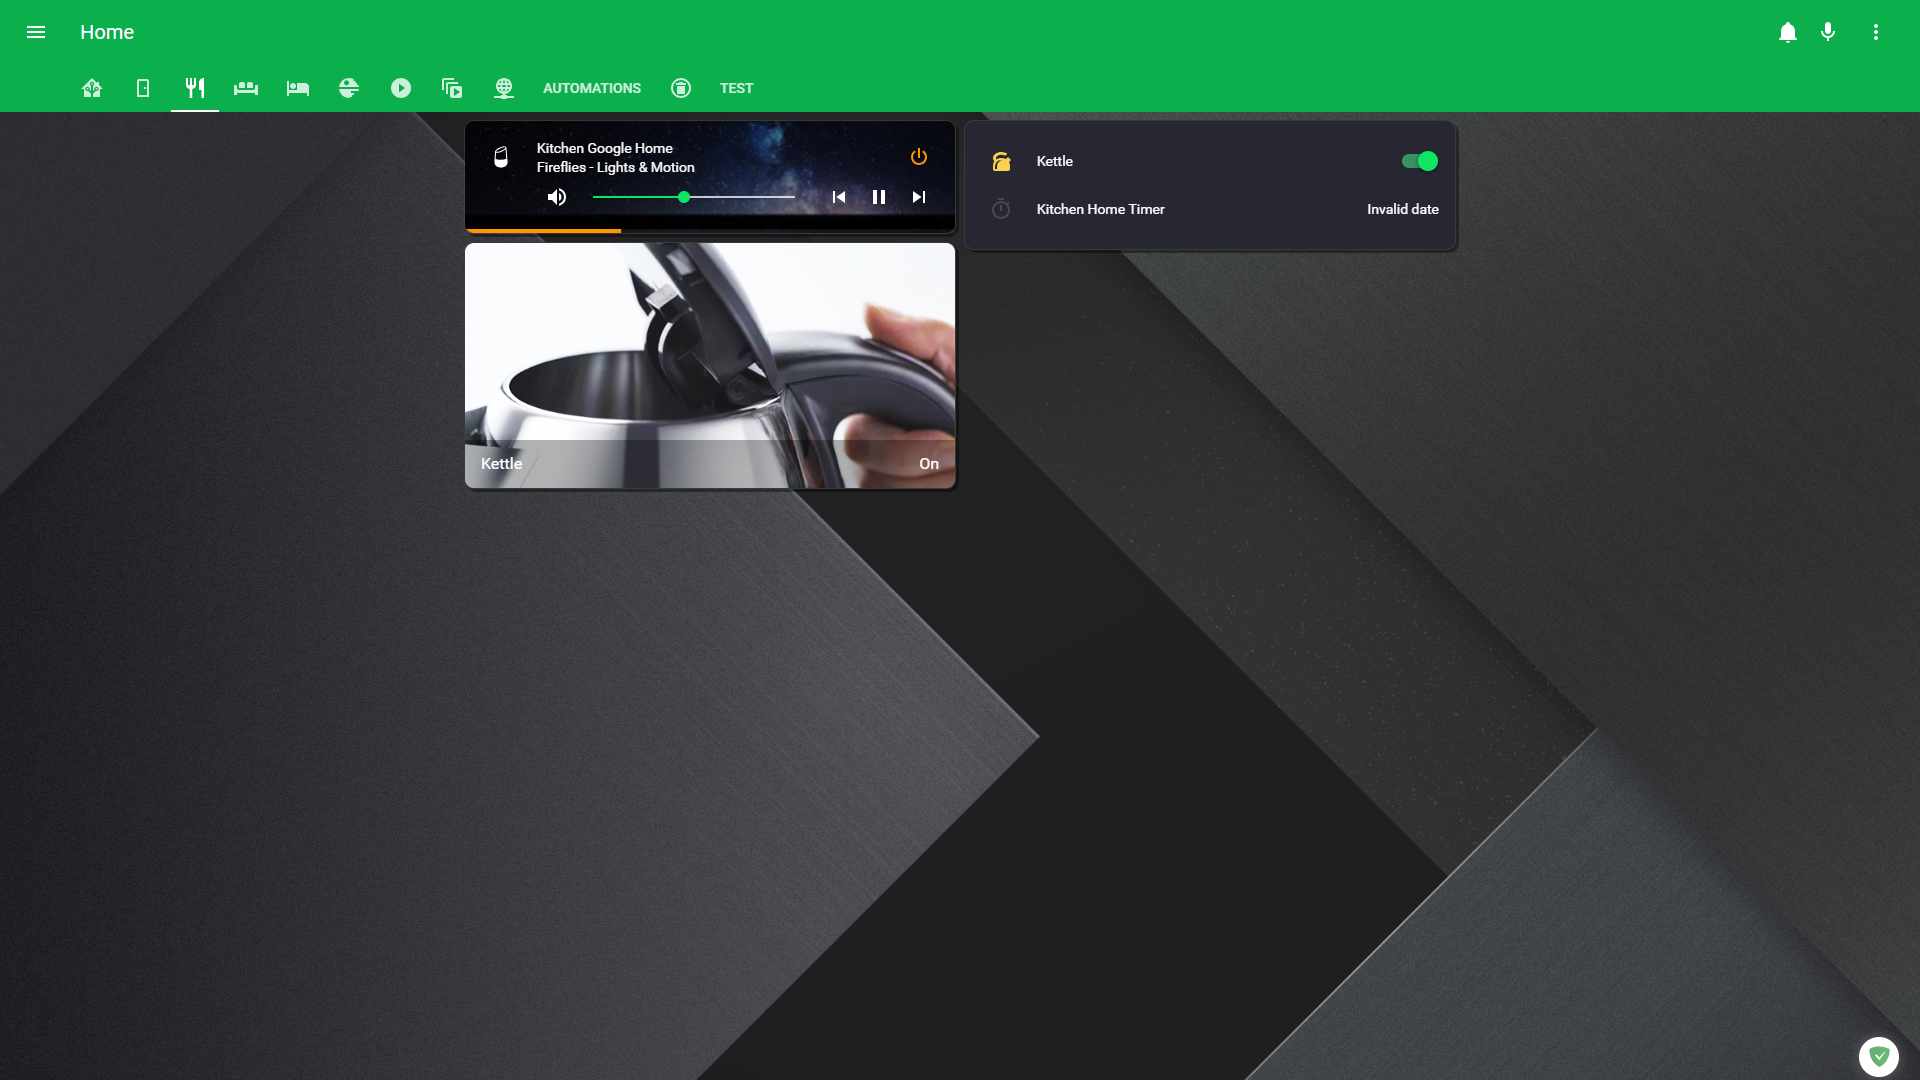 Home
AUTOMATIONS
TEST
Kitchen Google Home
Fireflies - Lights & Motion
Kettle
Kitchen Home Timer
Invalid date
Kettle
On